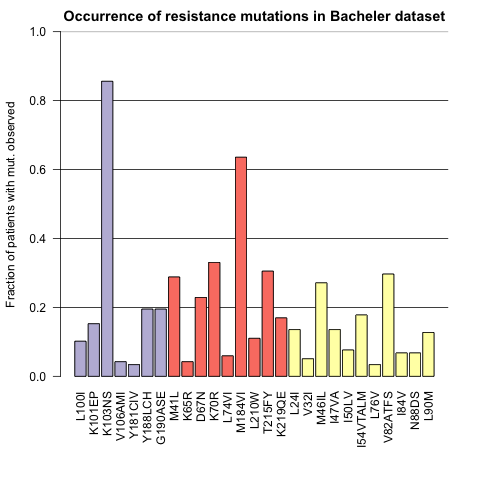 Occurrence of resistance mutations in Bacheler dataset
Fraction of patients with mut. observed
1.0
0.8
0.6
0.4
0.2
0.0
L100I
K101EP
K103NS
V106AMI
Y181CIV
Y188LCH
G190ASE
M41L
K65R
D67N
K70R
L74VI
M184VI
L210W
T215FY
K219QE
L24I
V32I
M46IL
I47VA
I50LV
I54VTALM
L76V
V82ATFS
I84V
N88DS
L90M